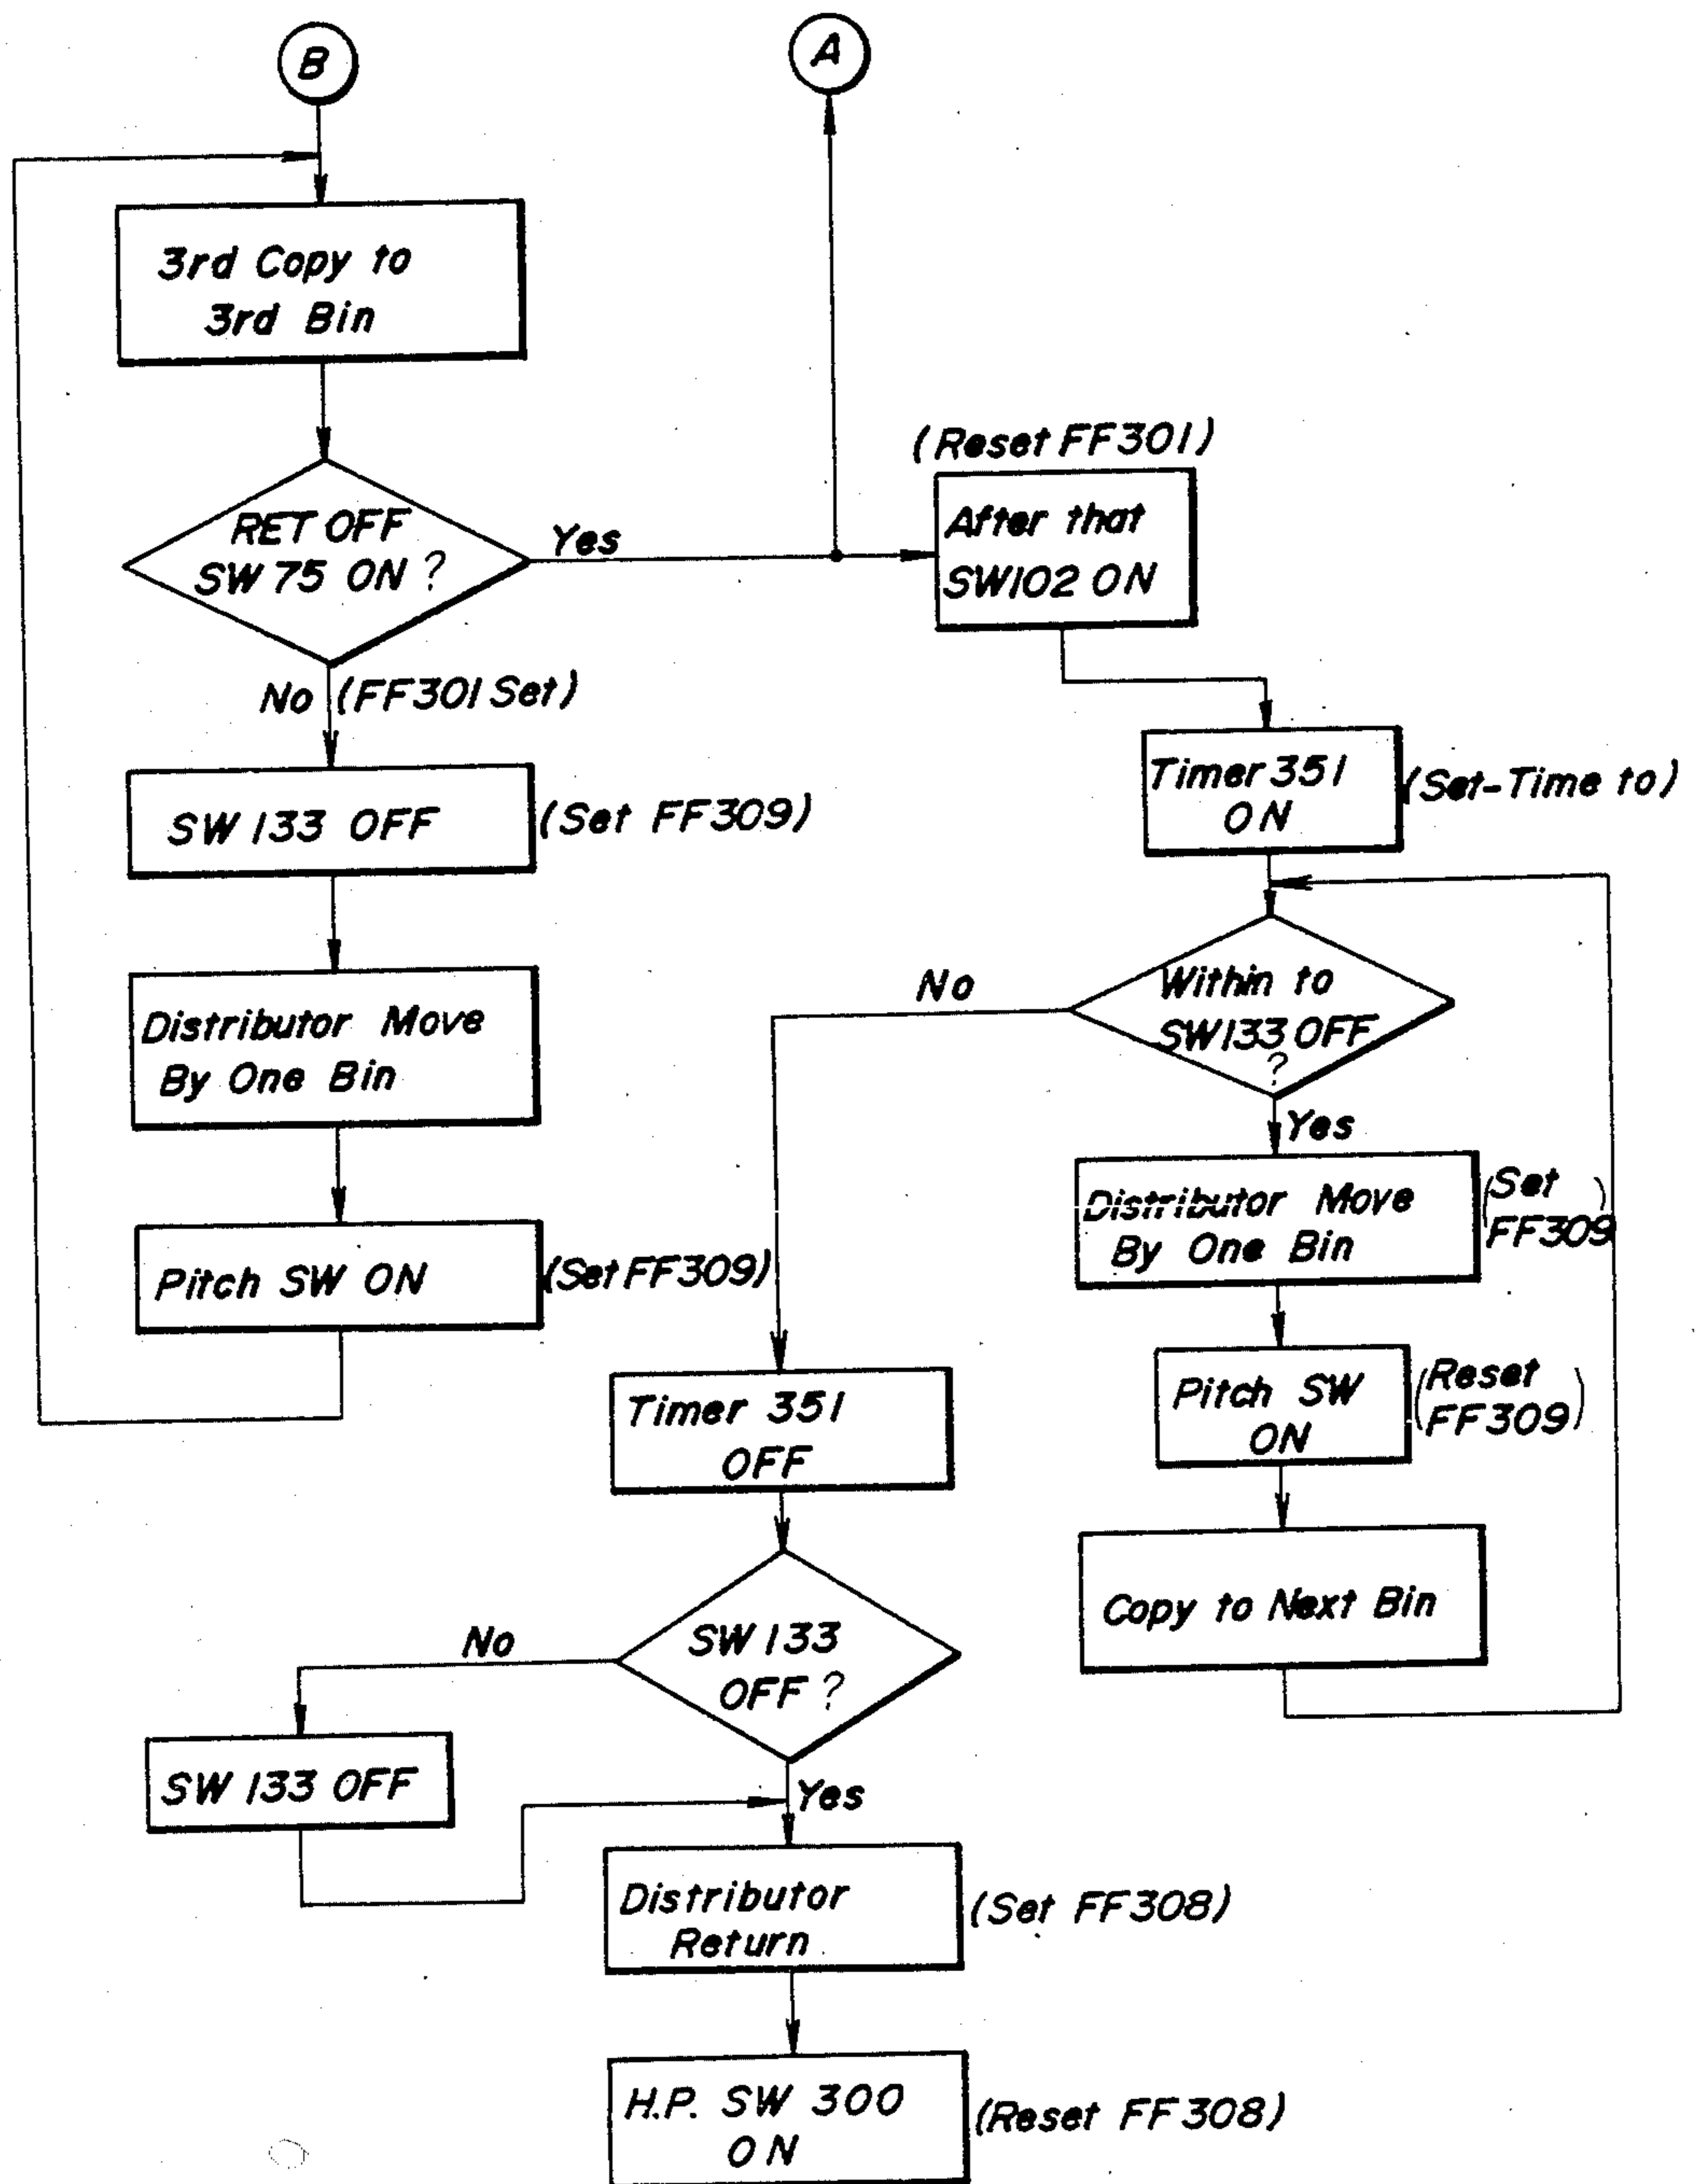 B
A
3rd Copy to
3rd Bin
RET OFF
SW 75 ON ?
Yes
No (FF301 Set)
SW 133 OFF
(Set FF309)
Distributor Move
By One Bin
Pitch SW ON
(Set FF309)
(Reset FF301)
After that
SW102 ON
Timer 351
ON
(Set-Time to)
Within to
SW133 OFF
?
No
Yes
Distributor Move
By One Bin
(Set
FF309)
Pitch SW
ON
(Reset
FF309)
Copy to Next Bin
Timer 351
OFF
SW 133
OFF ?
No
Yes
SW 133 OFF
Distributor
Return
(Set FF308)
H.P. SW 300
ON
(Reset FF308)